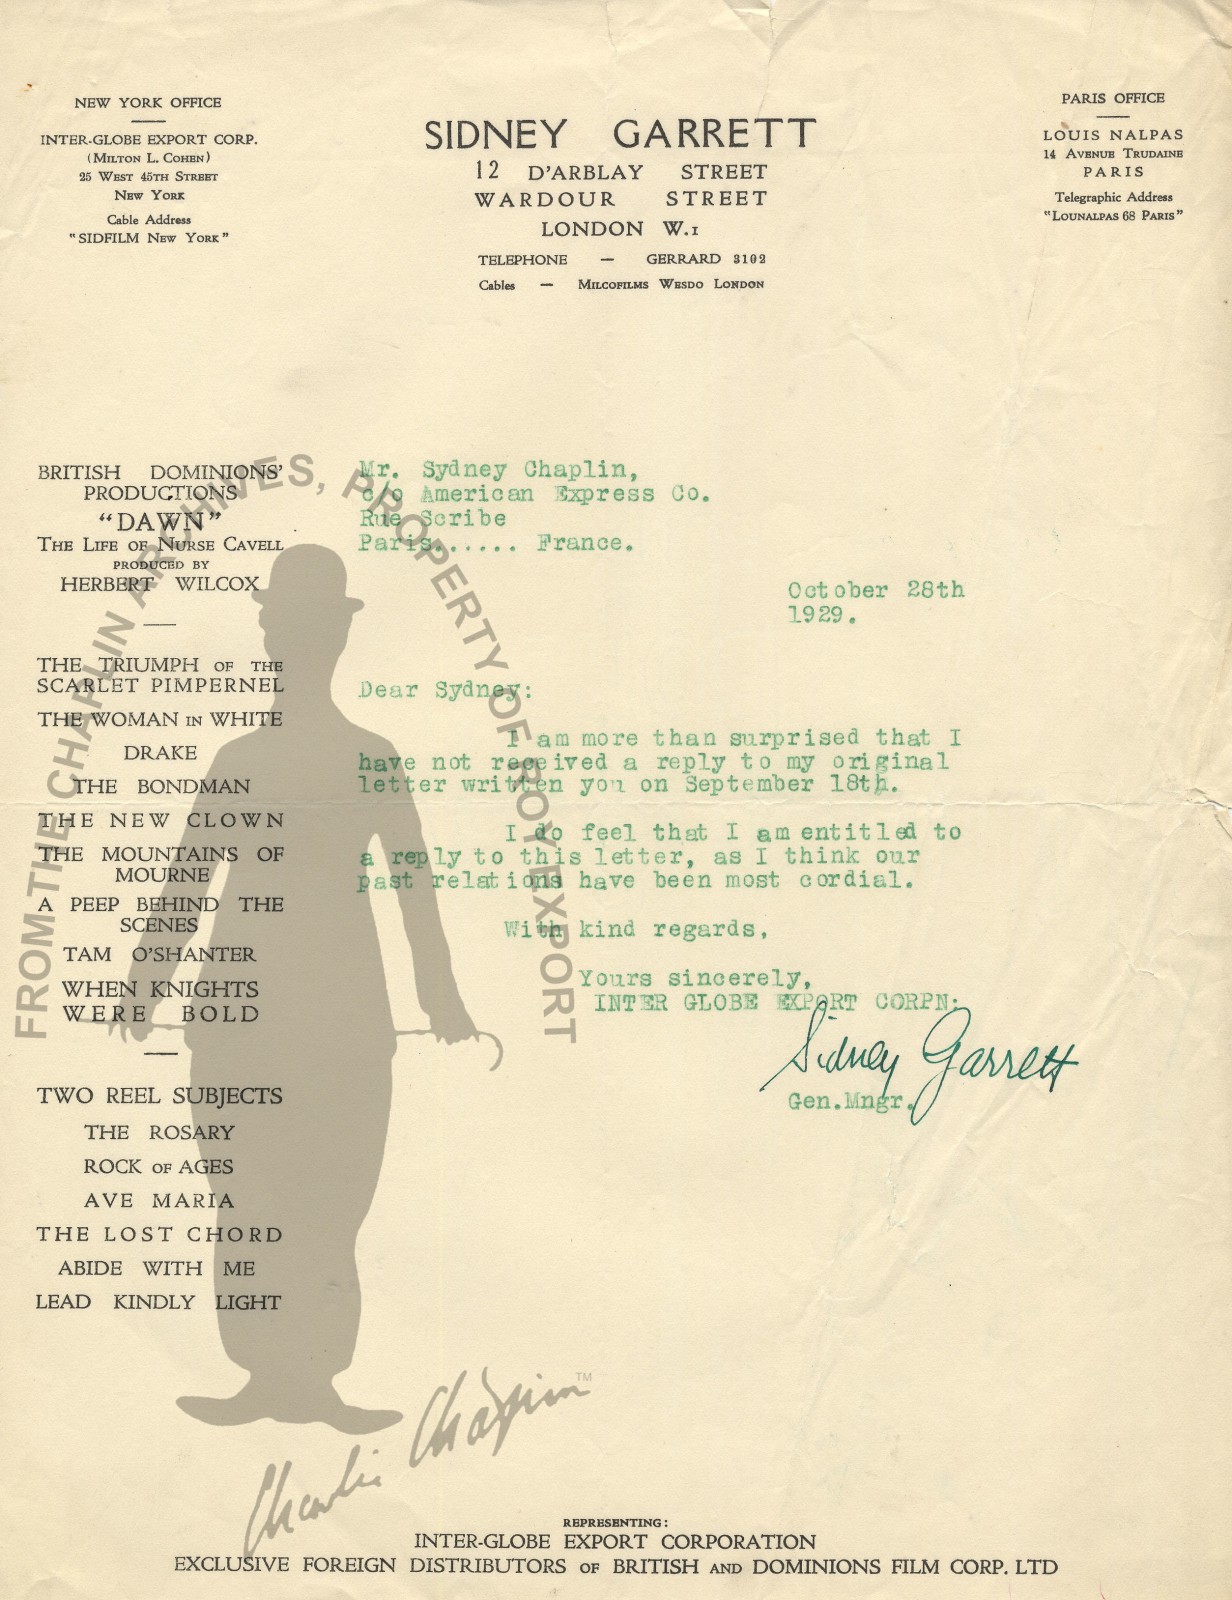 NEW YORK OFFICE
INTER-GLOBE EXPORT CORP.
(MILTON L. COHEN)
25 WEST 45TH STREET
NEW YORK
Cable Address
"SIDFILM NEW YORK"
SIDNEY GARRETT
12 D'ARBLAY STREET
WARDOUR STREET
LONDON W.1
TELEPHONE — GERRARD 3102
Cables — MILCOFILMS WESDO LONDON
PARIS OFFICE
LOUIS NALPAS
14 AVENUE TRUDAINE
PARIS
Telegraphic Address
"LOUNALPAS 68 PARIS"
BRITISH DOMINIONS'
PRODUCTIONS
"DAWN"
THE LIFE OF NURSE CAVELL
PRODUCED BY
HERBERT WILCOX
THE TRIUMPH OF THE
SCARLET PIMPERNEL
THE WOMAN IN WHITE
DRAKE
THE BONDMAN
THE NEW CLOWN
THE MOUNTAINS OF
MOURNE
A PEEP BEHIND THE
SCENES
TAM O'SHANTER
WHEN KNIGHTS
WERE BOLD
TWO REEL SUBJECTS
THE ROSARY
ROCK OF AGES
AVE MARIA
THE LOST CHORD
ABIDE WITH ME
LEAD KINDLY LIGHT
Mr. Sydney Chaplin,
c/o American Express Co.
Rue Scribe
Paris...... France.
October 28th
1929.
Dear Sydney:
I am more than surprised that I
have not received a reply to my original
letter written you on September 18th.
I do feel that I am entitled to
a reply to this letter, as I think our
past relations have been most cordial.
With kind regards,
Yours sincerely,
INTER GLOBE EXPORT CORPN:
Sidney Garrett
Gen.Mngr.
FROM THE CHAPLIN ARCHIVES, PROPERTY OF ROY EXPORT
Charlie Chaplin TM
REPRESENTING:
INTER-GLOBE EXPORT CORPORATION
EXCLUSIVE FOREIGN DISTRIBUTORS OF BRITISH AND DOMINIONS FILM CORP. LTD